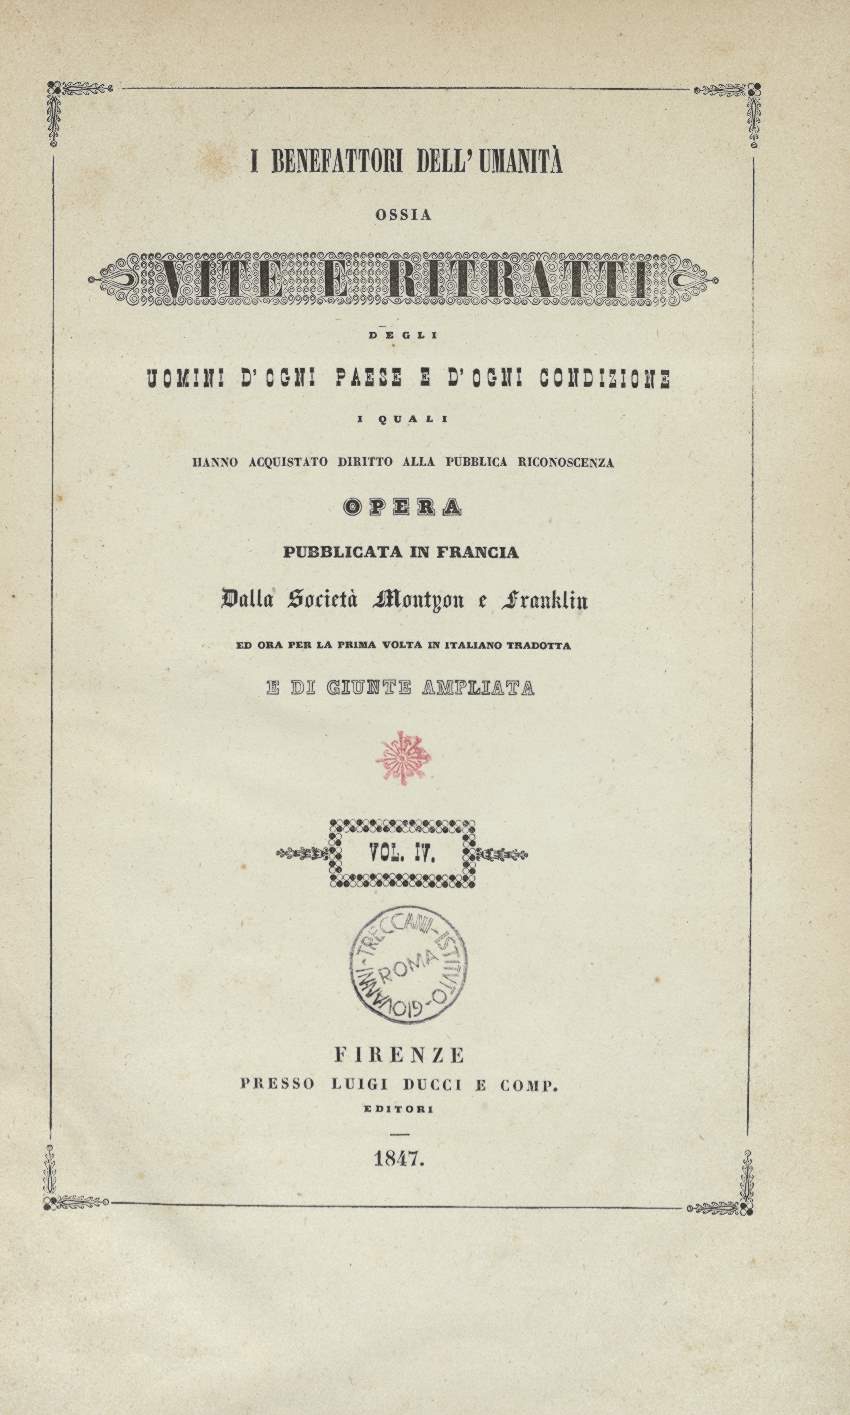 I BENEFATTORI DELL' UMANITÀ
OSSIA
VITE E RITRATTI
DEGLI
UOMINI D'OGNI PAESE E D'OGNI CONDIZIONE
I QUALI
HANNO ACQUISTATO DIRITTO ALLA PUBBLICA RICONOSCENZA
OPERA
PUBBLICATA IN FRANCIA
Dalla Società Montyon e Franklin
ED ORA PER LA PRIMA VOLTA IN ITALIANO TRADOTTA
E DI GIUNTE AMPLIATA
VOL. IV.
GIOVANNI-TRECCANI-ISTITUTO-
ROMA
FIRENZE
PRESSO LUIGI DUCCI E COMP.
EDITORI
1847.